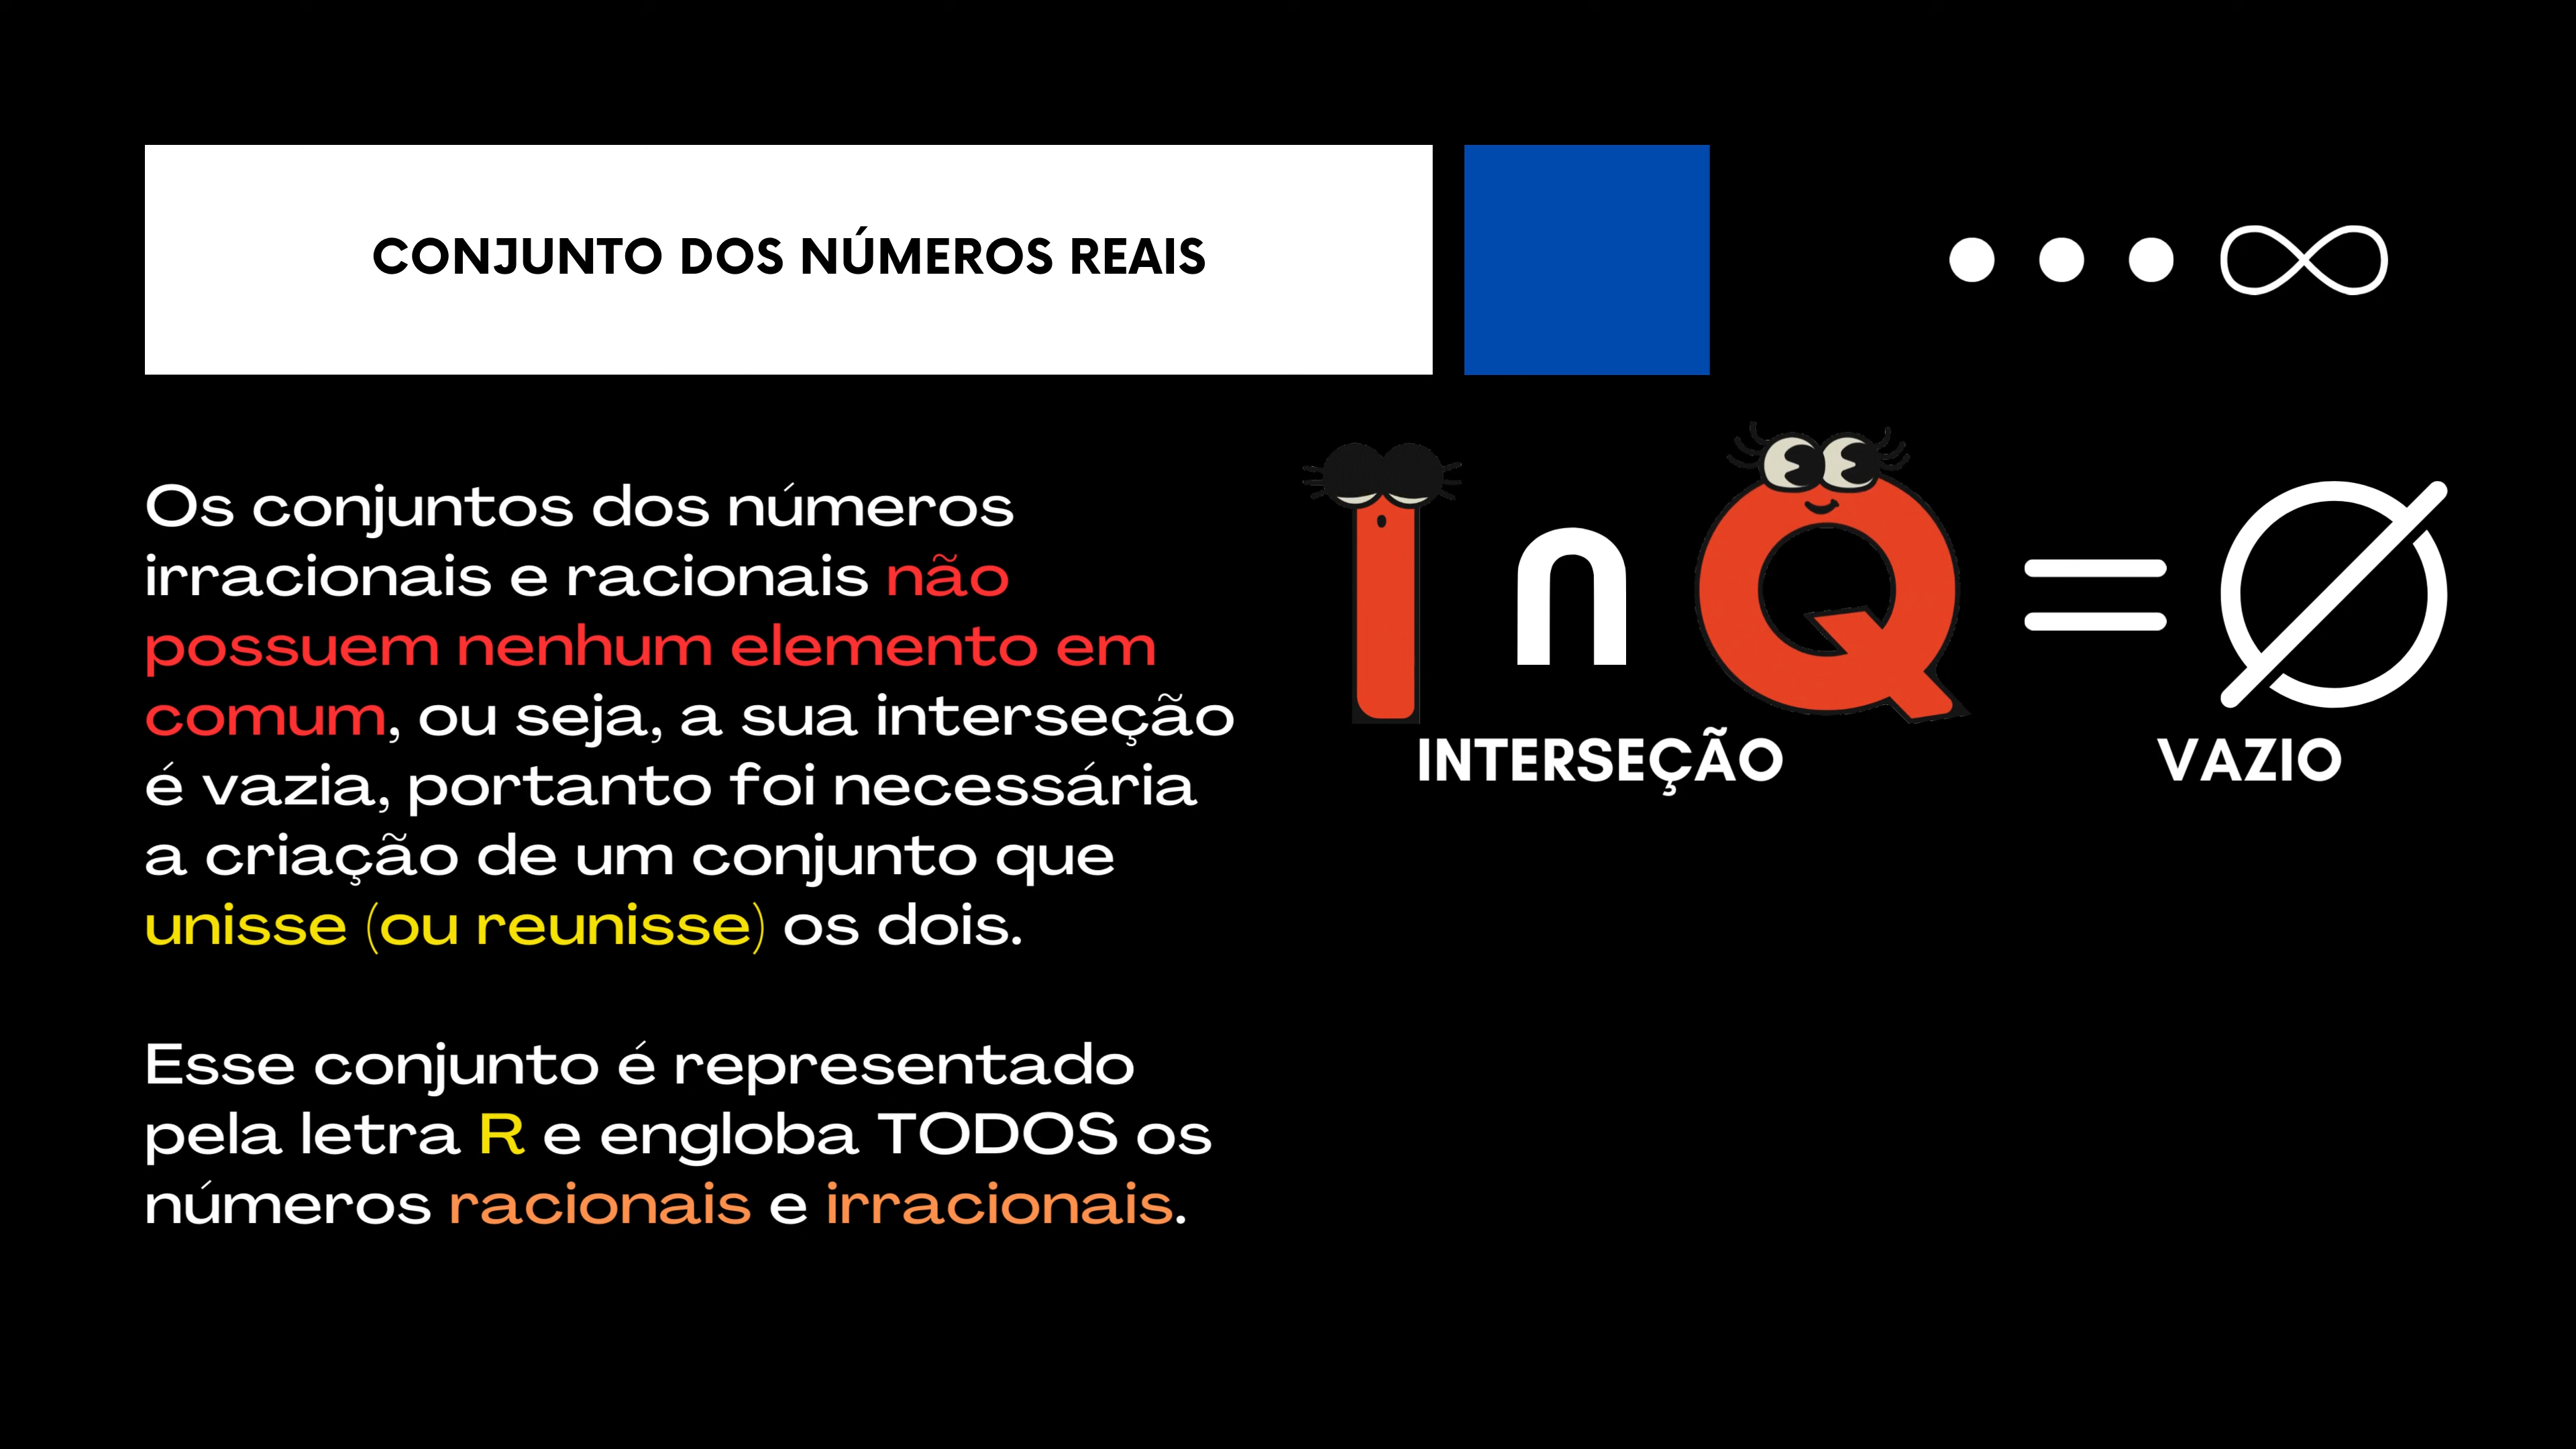 CONJUNTO DOS NÚMEROS REAIS
Os conjuntos dos números
irracionais e racionais não
possuem nenhum elemento em
comum, ou seja, a sua interseção
é vazia, portanto foi necessária
a criação de um conjunto que
unisse (ou reunisse) os dois.
Esse conjunto é representado
pela letra R e engloba TODOS os
números racionais e irracionais.
I ∩ Q = ∅
INTERSEÇÃO VAZIO